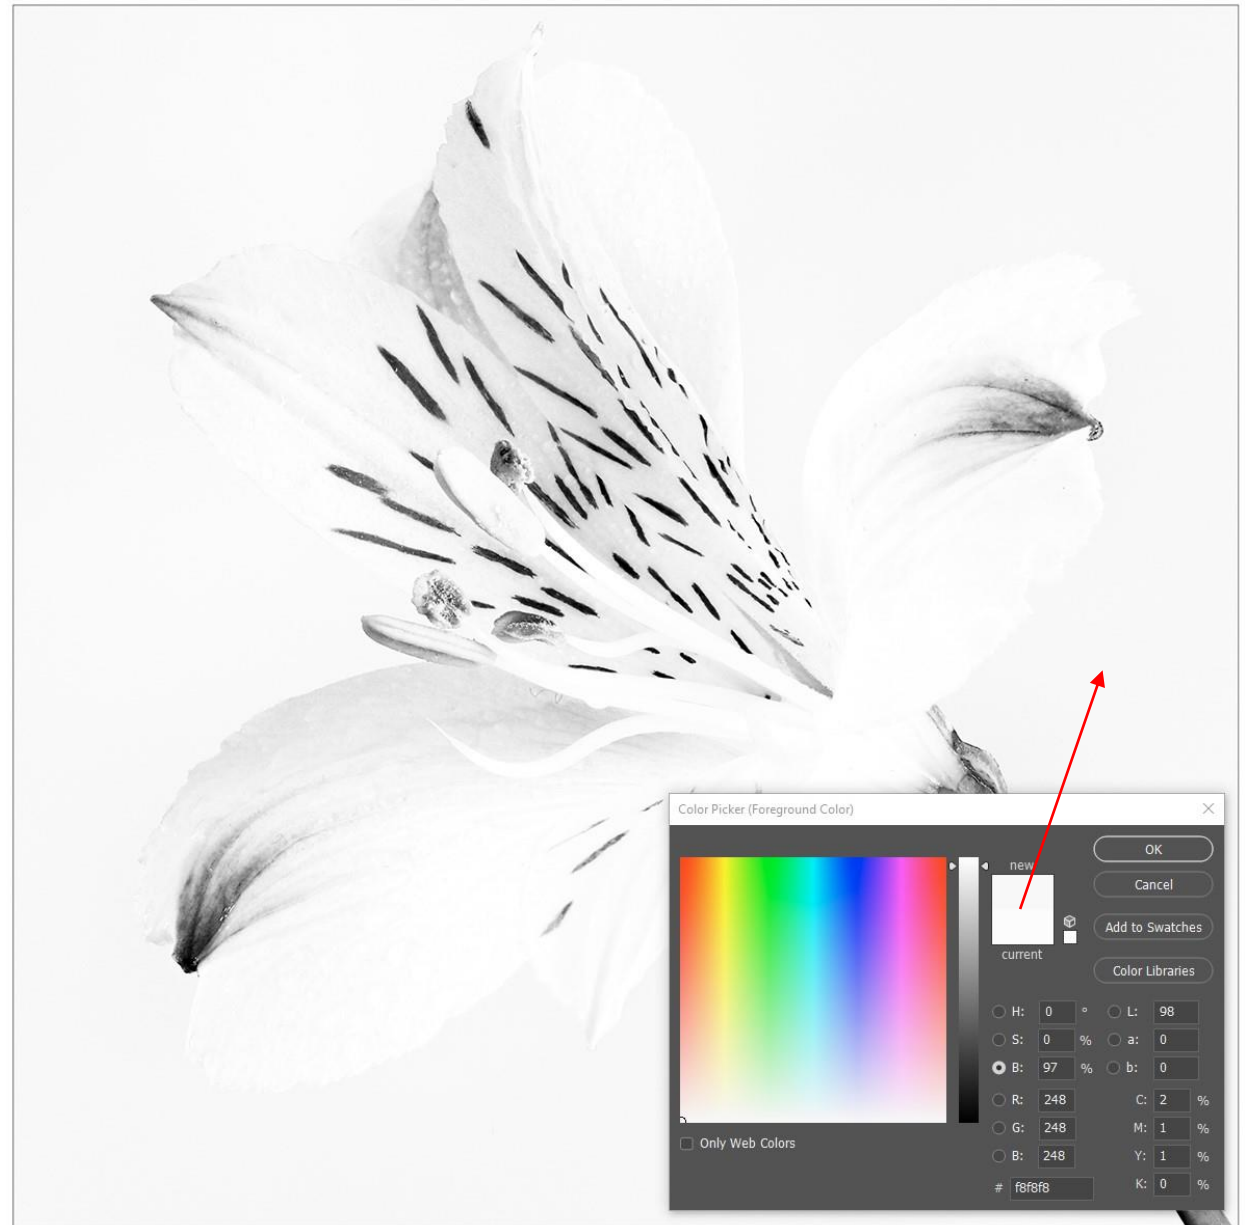 Color Picker (Foreground Color)
new
current
OK
Cancel
Add to Swatches
Color Libraries
H: 0 ° L: 98
S: 0 % a: 0
B: 97 % b: 0
R: 248 C: 2 %
G: 248 M: 1 %
B: 248 Y: 1 %
# f8f8f8 K: 0 %
Only Web Colors